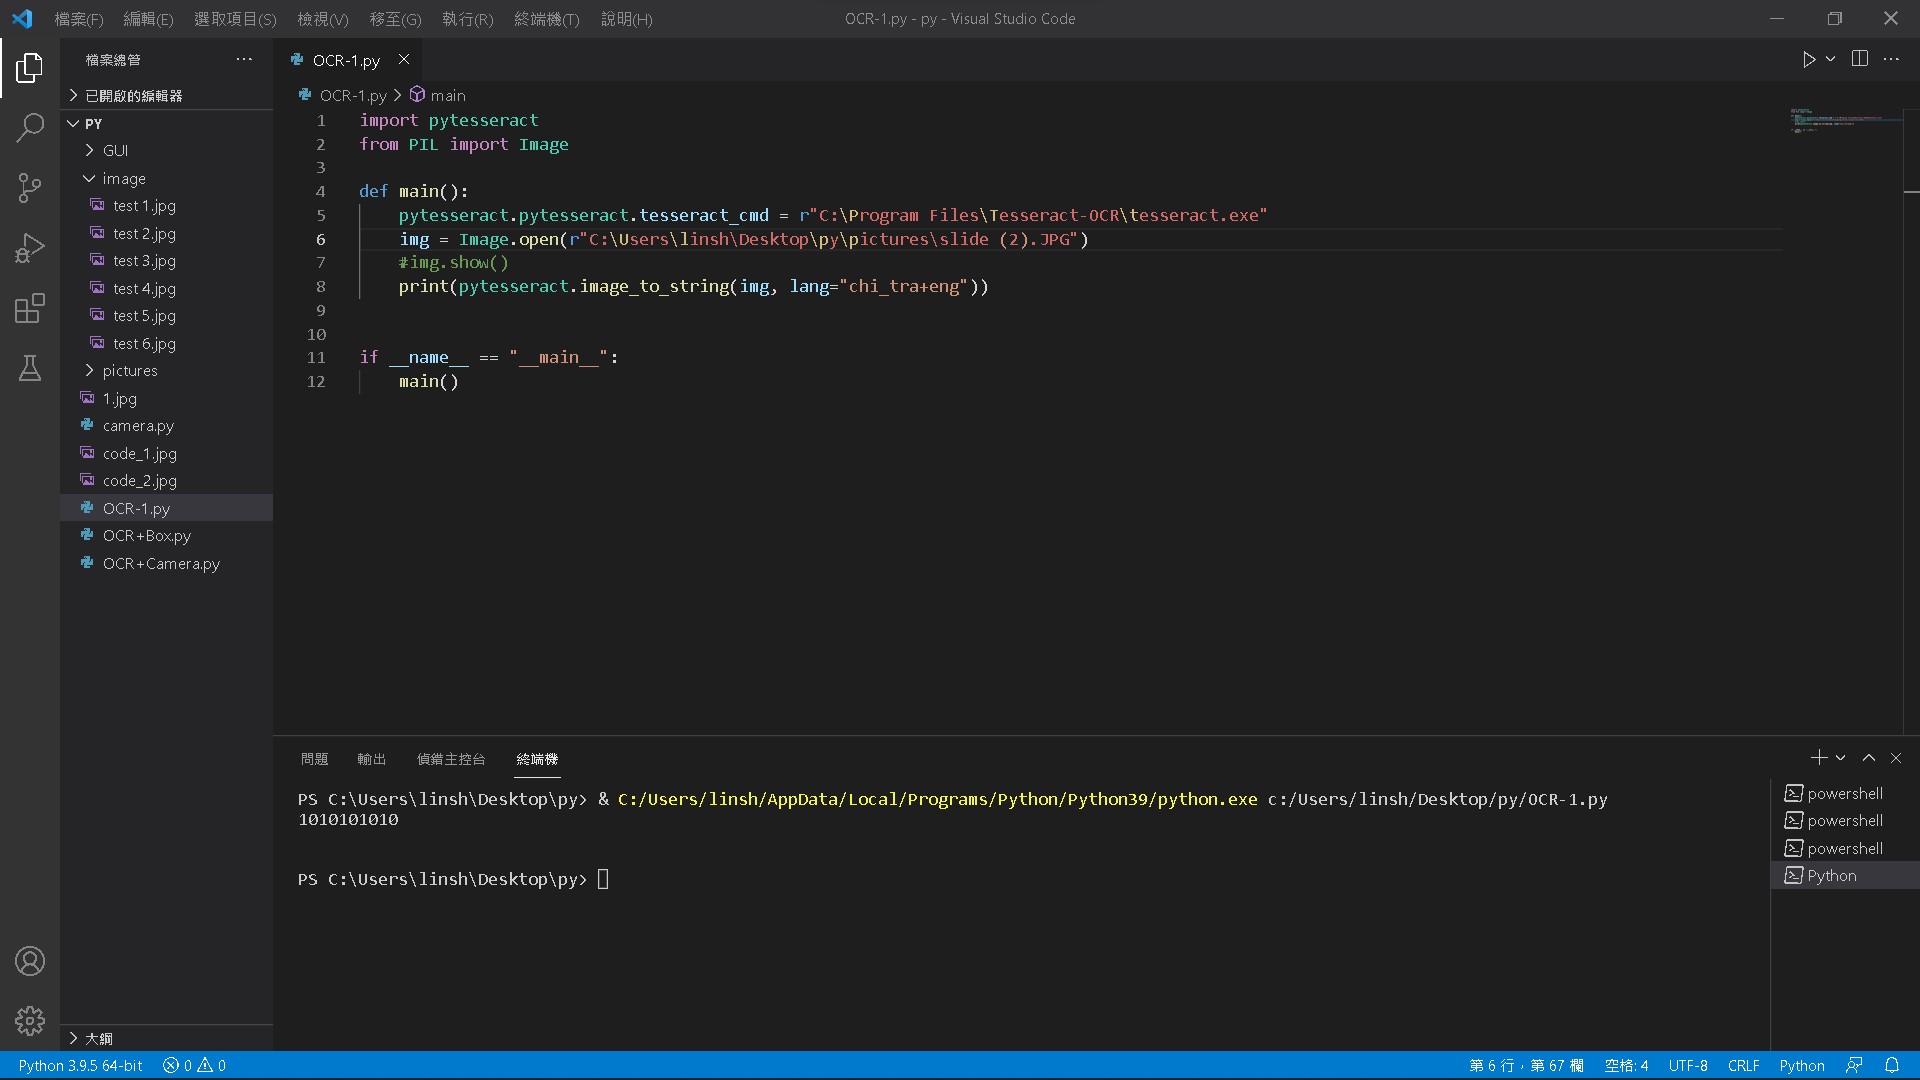 檔案(F) 編輯(E) 選取項目(S) 檢視(V) 移至(G) 執行(R) 終端機(T) 說明(H) OCR-1.py - py - Visual Studio Code
檔案總管
已開啟的編輯器
PY
GUI
image
test 1.jpg
test 2.jpg
test 3.jpg
test 4.jpg
test 5.jpg
test 6.jpg
pictures
1.jpg
camera.py
code_1.jpg
code_2.jpg
OCR-1.py
OCR+Box.py
OCR+Camera.py
大綱
OCR-1.py
OCR-1.py > main
1 import pytesseract
2 from PIL import Image
3
4 def main():
5 pytesseract.pytesseract.tesseract_cmd = r"C:\Program Files\Tesseract-OCR\tesseract.exe"
6 img = Image.open(r"C:\Users\linsh\Desktop\py\pictures\slide (2).JPG")
7 #img.show()
8 print(pytesseract.image_to_string(img, lang="chi_tra+eng"))
9
10
11 if __name__ == "__main__":
12 main()
問題 輸出 偵錯主控台 終端機
PS C:\Users\linsh\Desktop\py> & C:/Users/linsh/AppData/Local/Programs/Python/Python39/python.exe c:/Users/linsh/Desktop/py/OCR-1.py
1010101010
PS C:\Users\linsh\Desktop\py>
powershell
powershell
powershell
Python
Python 3.9.5 64-bit 0 0 第 6 行，第 67 欄 空格: 4 UTF-8 CRLF Python